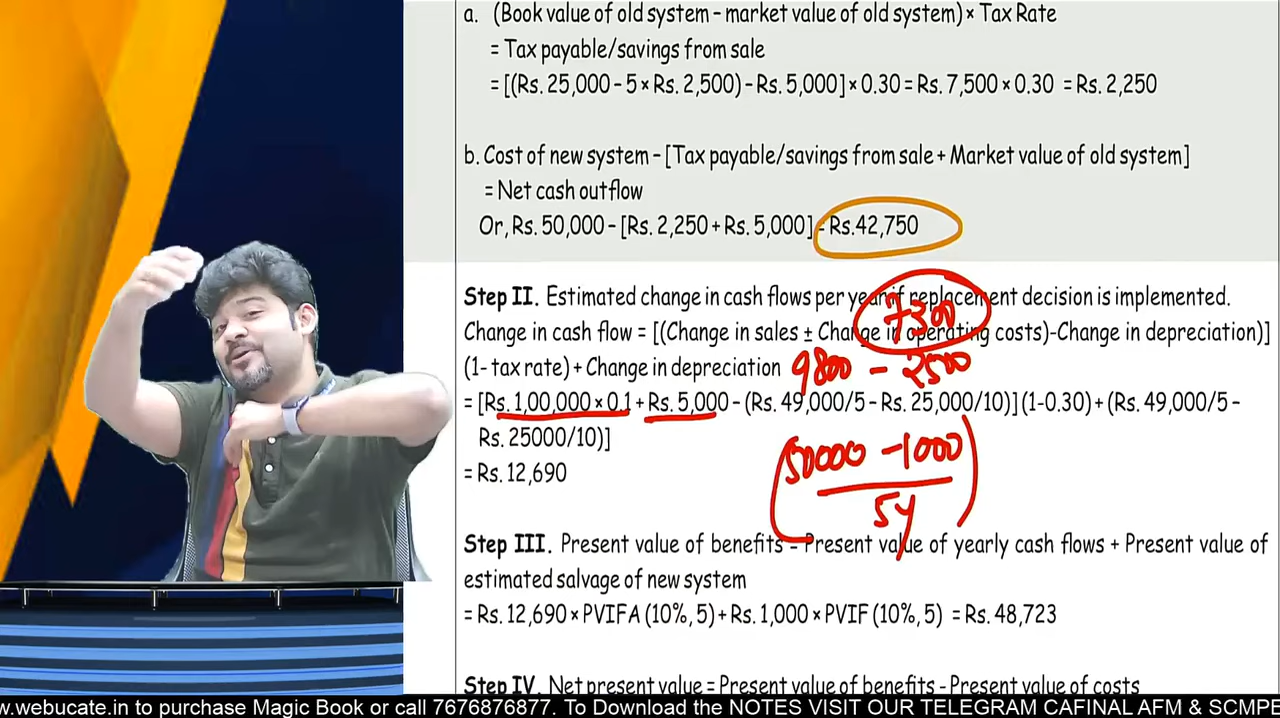 a. (Book value of old system – market value of old system) × Tax Rate
= Tax payable/savings from sale
= [(Rs. 25,000 – 5 × Rs. 2,500) – Rs. 5,000] × 0.30 = Rs. 7,500 × 0.30 = Rs. 2,250
b. Cost of new system – [Tax payable/savings from sale + Market value of old system]
= Net cash outflow
Or, Rs. 50,000 – [Rs. 2,250 + Rs. 5,000] = Rs.42,750
Step II. Estimated change in cash flows per year if replacement decision is implemented.
7300
Change in cash flow = [(Change in sales ± Change in operating costs)-Change in depreciation)]
(1- tax rate) + Change in depreciation
9800 - 2500
= [Rs. 1,00,000 × 0.1 + Rs. 5,000 – (Rs. 49,000/5 – Rs. 25,000/10)] (1-0.30) + (Rs. 49,000/5 –
Rs. 25000/10)]
(50000 - 1000)
= Rs. 12,690
5y
Step III. Present value of benefits = Present value of yearly cash flows + Present value of
estimated salvage of new system
= Rs. 12,690 × PVIFA (10%, 5) + Rs. 1,000 × PVIF (10%, 5) = Rs. 48,723
Step IV. Net present value = Present value of benefits - Present value of costs
w.webucate.in to purchase Magic Book or call 7676876877. To Download the NOTES VISIT OUR TELEGRAM CAFINAL AFM & SCMPE